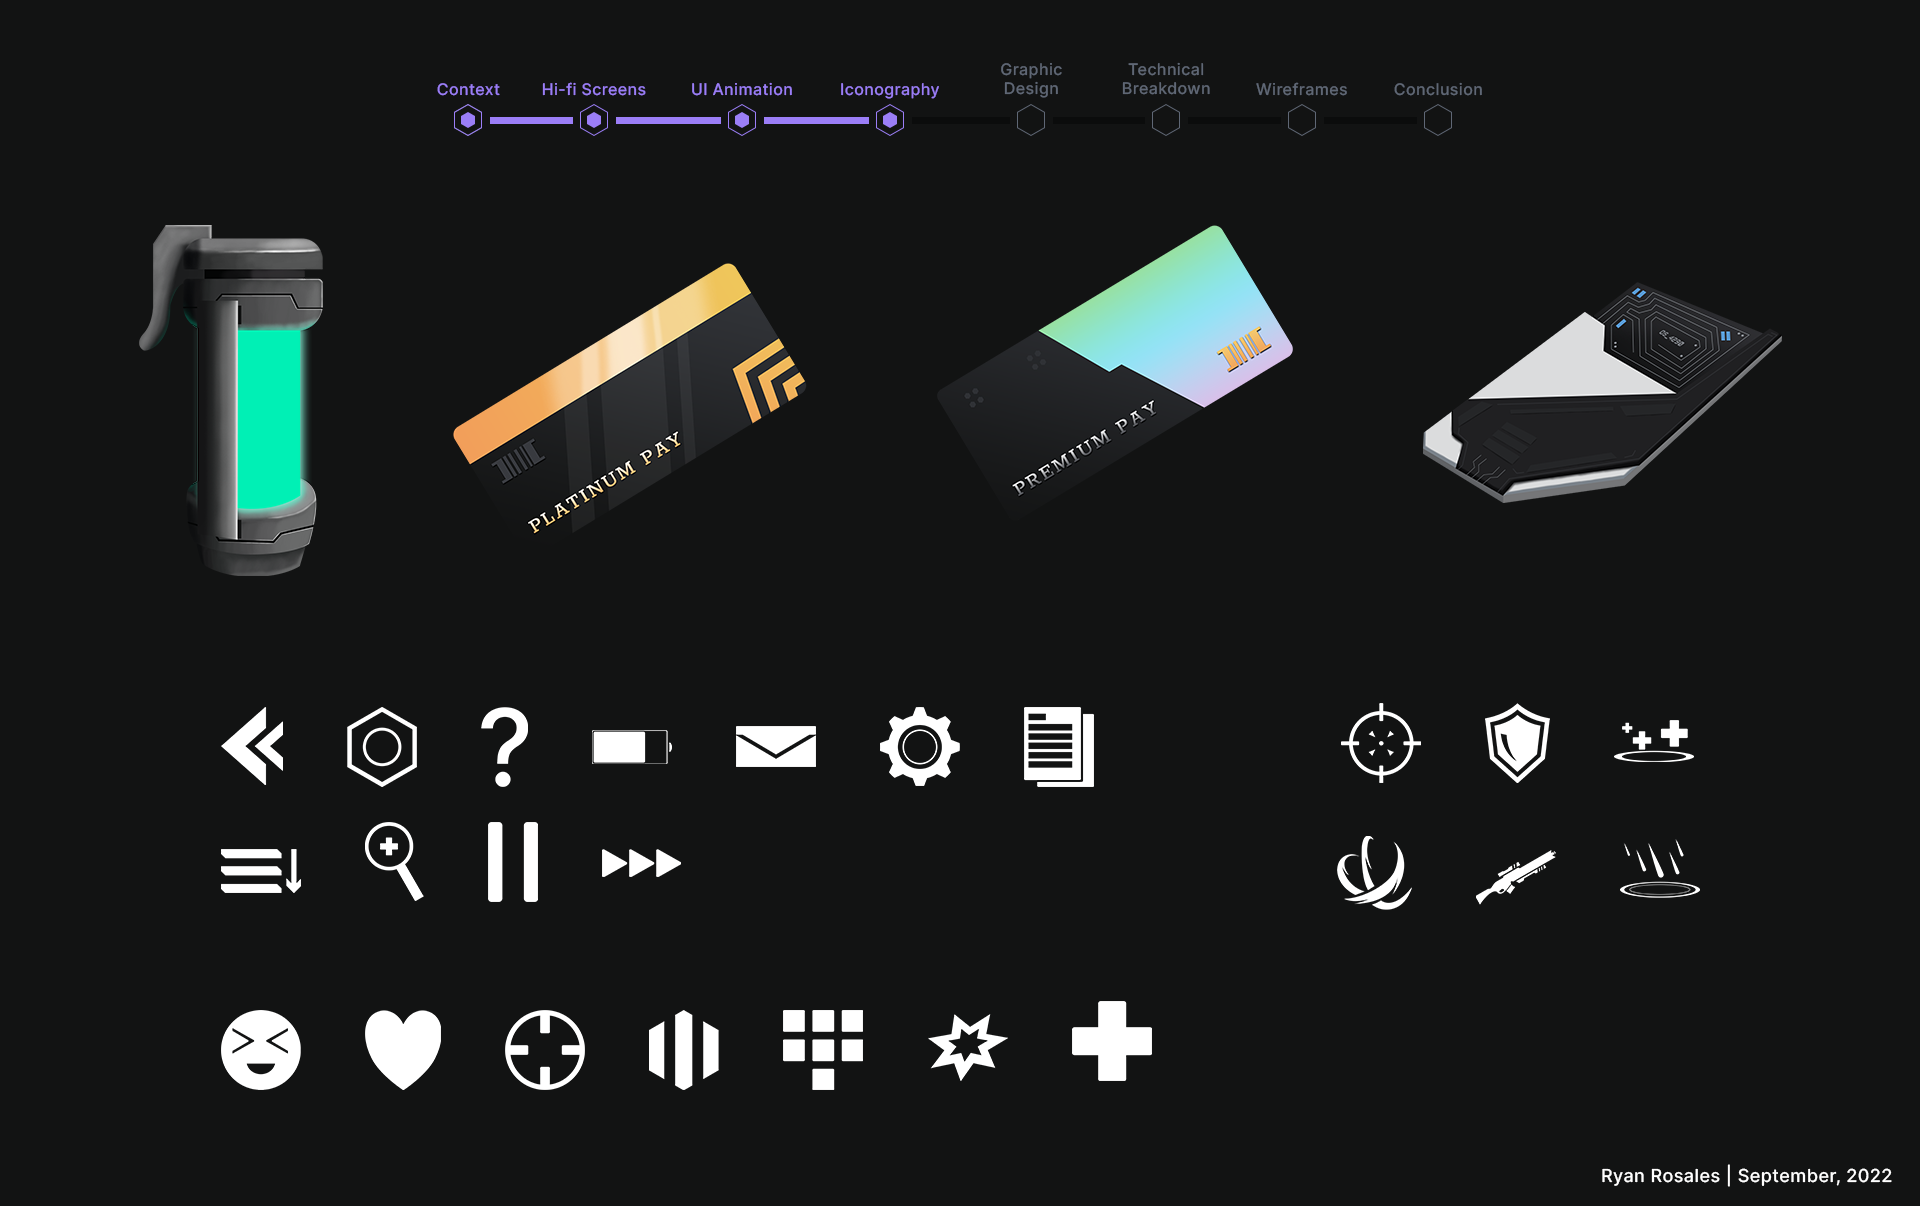 Context
Hi-fi Screens
UI Animation
Iconography
Graphic
Design
Technical
Breakdown
Wireframes
Conclusion
PLATINUM PAY
PREMIUM PAY
Ryan Rosales | September, 2022